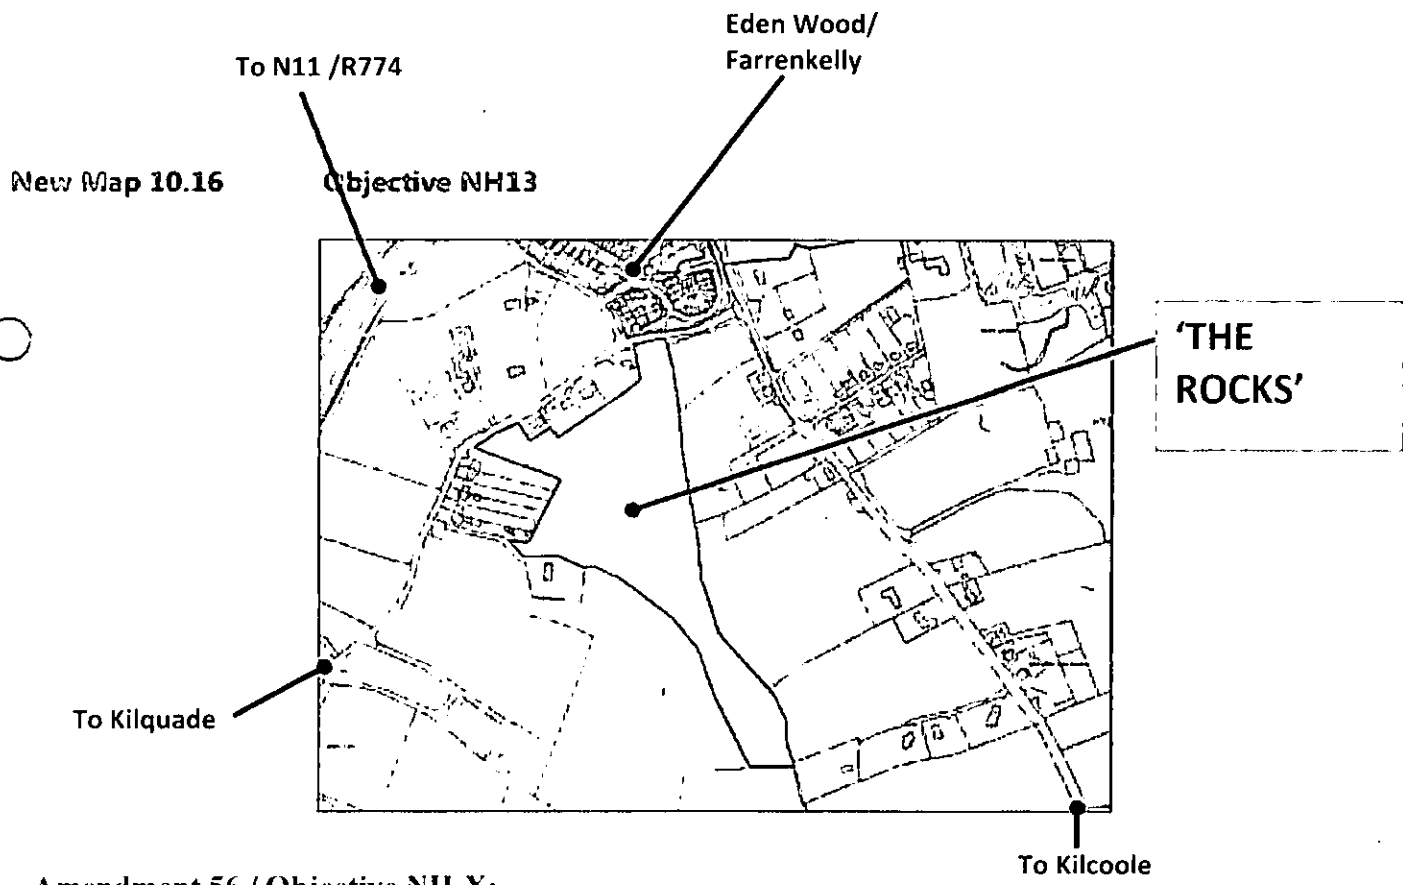 Eden Wood/
Farrenkelly
To N11 /R774
New Map 10.16 Objective NH13
'THE
ROCKS'
To Kilquade
To Kilcoole
Amendment 56 / Objective NH X: